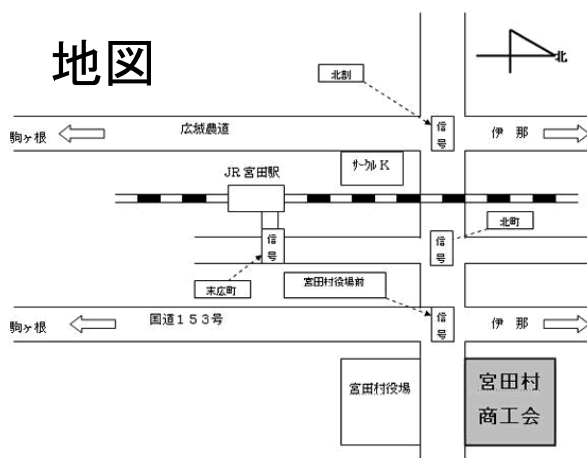 地図
北
北割
駒ヶ根
広域農道
信号
伊 那
サークルK
JR宮田駅
北町
信号
信号
末広町
宮田村役場前
駒ヶ根
国道153号
信号
伊 那
宮田村役場
宮田村
商工会